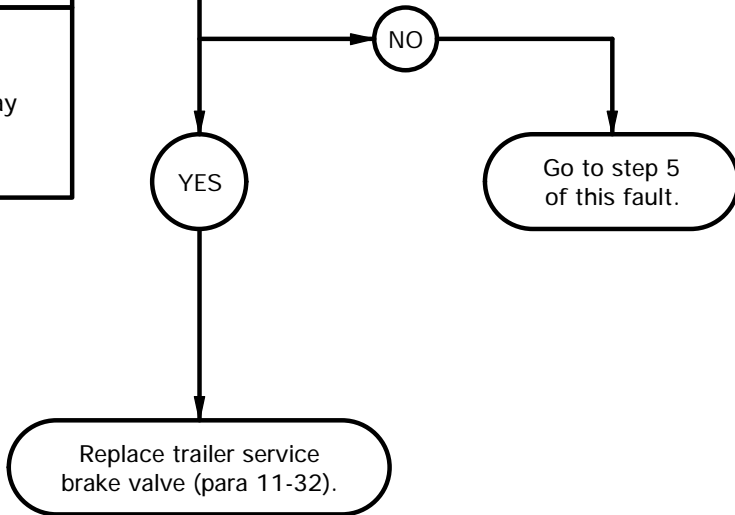 NO
YES
Go to step 5
of this fault.
Replace trailer service
brake valve (para 11-32).